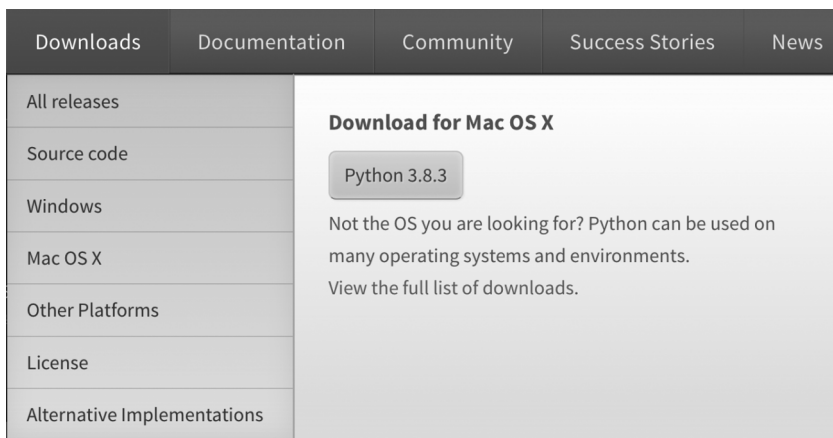 Downloads Documentation Community Success Stories News
All releases
Source code
Windows
Mac OS X
Other Platforms
License
Alternative Implementations
Download for Mac OS X
Python 3.8.3
Not the OS you are looking for? Python can be used on
many operating systems and environments.
View the full list of downloads.